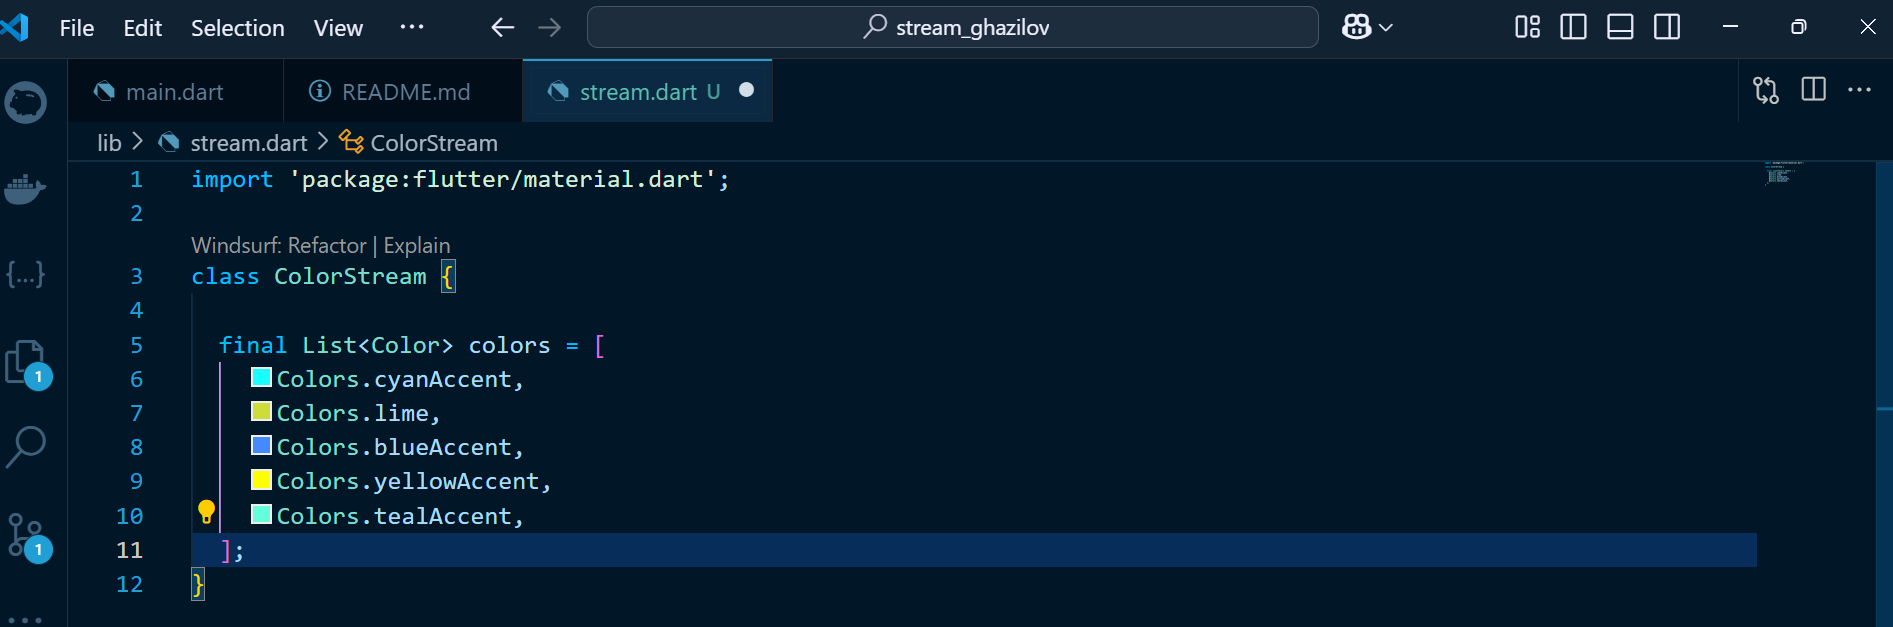 File Edit Selection View ··· stream_ghazilov
main.dart README.md stream.dart U
lib > stream.dart > ColorStream
1 import 'package:flutter/material.dart';
2
Windsurf: Refactor | Explain
3 class ColorStream {
4
5 final List<Color> colors = [
6 Colors.cyanAccent,
7 Colors.lime,
8 Colors.blueAccent,
9 Colors.yellowAccent,
10 Colors.tealAccent,
11 ];
12 }
1
1